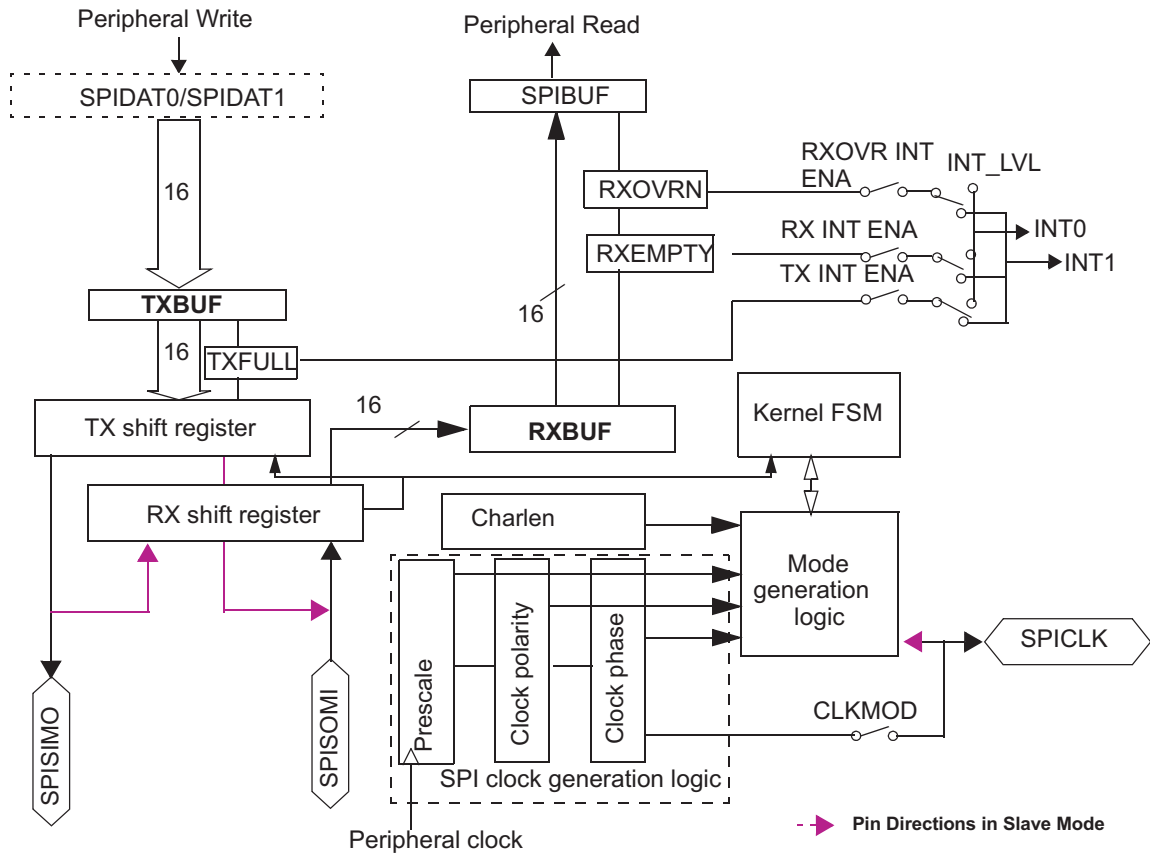 Peripheral Write
Peripheral Read
SPIDAT0/SPIDAT1
SPIBUF
RXOVR INT
ENA
INT_LVL
16
RXOVRN
RX INT ENA
INT0
RXEMPTY
INT1
TX INT ENA
TXBUF
16
16
TXFULL
16
Kernel FSM
TX shift register
RXBUF
RX shift register
Charlen
Mode
generation
logic
Prescale
Clock polarity
Clock phase
SPICLK
CLKMOD
SPISIMO
SPISOMI
SPI clock generation logic
Peripheral clock
Pin Directions in Slave Mode